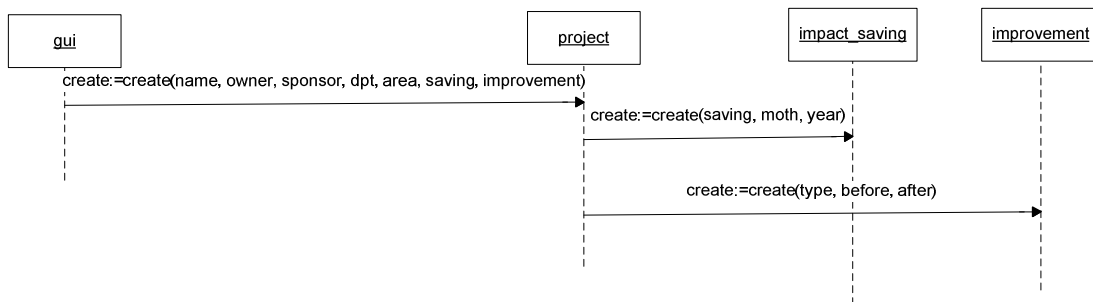 gui
project
impact_saving
improvement
create:=create(name, owner, sponsor, dpt, area, saving, improvement)
create:=create(saving, moth, year)
create:=create(type, before, after)